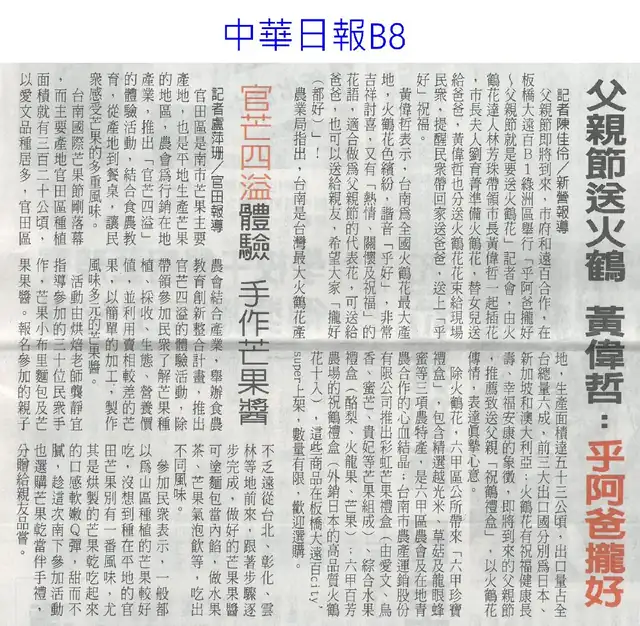 中華日報B8
父親節送火鶴 黃偉哲：乎阿爸攏好
記者陳佳伶／新營報導
父親節即將到來，市府和遠百合作，在
板橋大遠百B1綠洲區舉行「乎阿爸攏好
～父親節就是要送火鶴花」記者會，由火
鶴花達人林芳珠帶領市長黃偉哲一起插花
，市長夫人劉育菁準備火鶴花，替女兒送
給爸爸，黃偉哲也分送火鶴花花束給現場
民衆，提醒民衆帶回家送爸爸，送上「乎
好」祝福。
黃偉哲表示，台南為全國火鶴花最大產
地，火鶴花花色繽紛，諧音「乎好」，非常
吉祥討喜，又有「熱情、關懷及祝福」的
花語，適合做為父親節的代表花，可送給
爸爸，也可以送給親友，希望大家「攏好
（都好）」！
農業局指出，台南是台灣最大火鶴花產
地，生產面積達五十三公頃，出口量占全
台總量六成，前三大出口國分別為日本、
新加坡和澳大利亞；火鶴花有祝福健康長
壽、幸福安康的象徵，即將到來的父親節
，推薦致送父親「祝鶴禮盒」，以火鶴花
傳情，表達真摯心意。
除火鶴花，六甲區公所帶來「六甲珍寶
禮盒」，包含精選越光米、草菇及龍眼蜂
蜜等三項農特產，是六甲區農會及在地青
農合作的心血結晶；台南市農產運銷股份
有限公司推出彩虹芒果禮盒（由愛文、烏
香、蜜芒、貴妃等芒果組成）、綜合水果
禮盒（酪梨、火龍果、芒果）；六甲百芳
農場的祝鶴禮盒（外銷日本的高品質火鶴
花十入），這些商品在板橋大遠百city'
super上架，數量有限，歡迎選購。
官芒四溢體驗 手作芒果醬
記者盧萍珊／官田報導
官田區是南市芒果主要
產地，也是平地生產芒果
的地區，農會為行銷在地
產業，推出「官芒四溢」
的體驗活動，結合食農教
育，從產地到餐桌，讓民
衆感受芒果的多重風味。
台南國際芒果節剛落幕
，而主要產地官田區種植
面積就有三百二十公頃，
以愛文品種居多，官田區
農會結合產業，舉辦食農
教育創新整合計畫，推出
官芒四溢的體驗活動，除
帶領參加民衆了解芒果種
植、採收、生態、營養價
值，並利用賣相較差的芒
果，以簡單的加工，製作
風味多元的芒果醬。
活動由烘焙老師龔靜宜
指導參加的三十位民衆手
作，芒果小布里麵包及芒
果果醬。報名參加的親子
不乏遠從台北、彰化、雲
林等地前來，跟著步驟逐
步完成，做好的芒果果醬
可塗麵包當內餡，做水果
茶、芒果氣泡飲等，吃出
不同風味。
參加民衆表示，一般都
以為山區種植的芒果較好
吃，沒想到種在平地的官
田芒果別有一番風味，尤
其是烘製的芒果乾吃起來
的口感軟嫩Q彈，甜而不
膩，趁這次南下參加活動
也選購芒果乾當伴手禮，
分贈給親友品嘗。